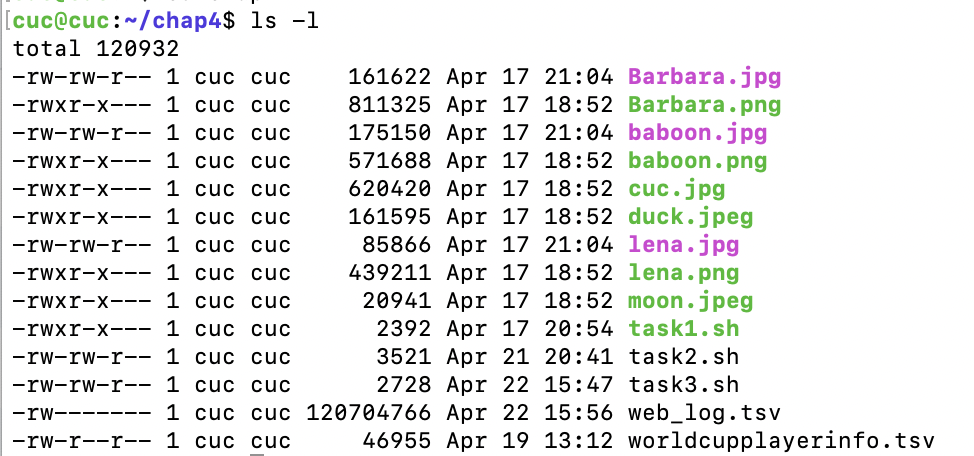 [cuc@cuc:~/chap4$ ls -l
total 120932
-rw-rw-r-- 1 cuc cuc    161622 Apr 17 21:04 Barbara.jpg
-rwxr-x--- 1 cuc cuc    811325 Apr 17 18:52 Barbara.png
-rw-rw-r-- 1 cuc cuc    175150 Apr 17 21:04 baboon.jpg
-rwxr-x--- 1 cuc cuc    571688 Apr 17 18:52 baboon.png
-rwxr-x--- 1 cuc cuc    620420 Apr 17 18:52 cuc.jpg
-rwxr-x--- 1 cuc cuc    161595 Apr 17 18:52 duck.jpeg
-rw-rw-r-- 1 cuc cuc     85866 Apr 17 21:04 lena.jpg
-rwxr-x--- 1 cuc cuc    439211 Apr 17 18:52 lena.png
-rwxr-x--- 1 cuc cuc     20941 Apr 17 18:52 moon.jpeg
-rwxr-x--- 1 cuc cuc      2392 Apr 17 20:54 task1.sh
-rw-rw-r-- 1 cuc cuc      3521 Apr 21 20:41 task2.sh
-rw-rw-r-- 1 cuc cuc      2728 Apr 22 15:47 task3.sh
-rw------- 1 cuc cuc 120704766 Apr 22 15:56 web_log.tsv
-rw-r--r-- 1 cuc cuc     46955 Apr 19 13:12 worldcupplayerinfo.tsv